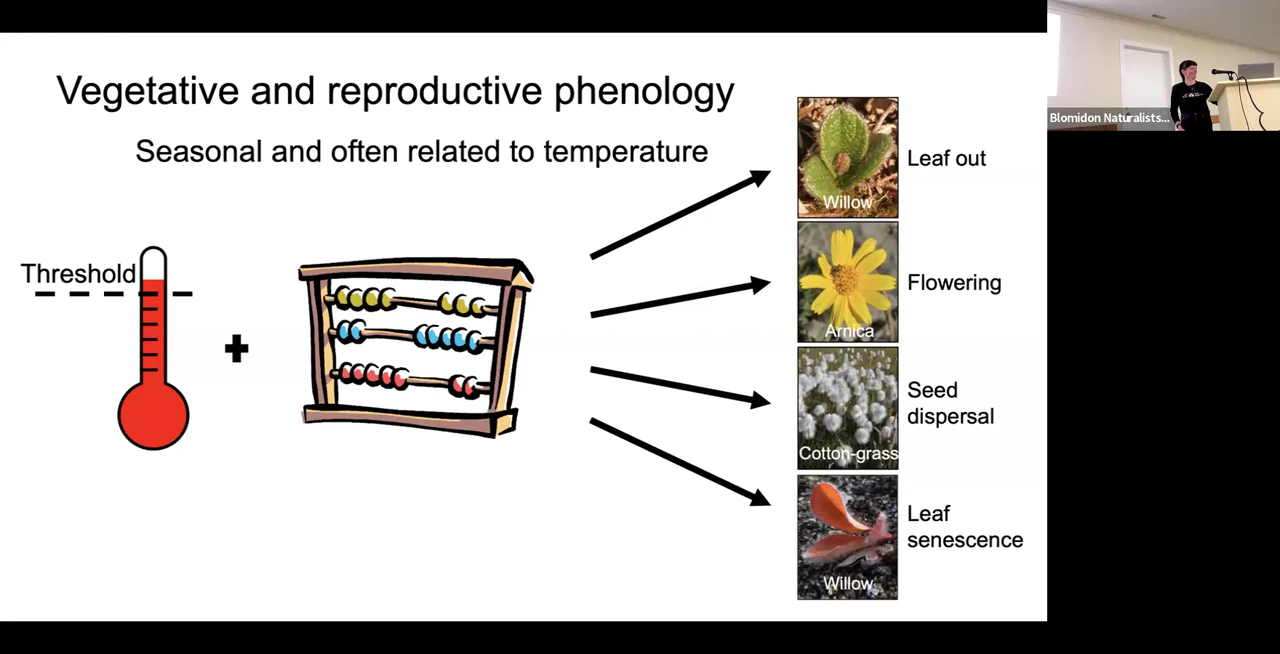 Vegetative and reproductive phenology
Seasonal and often related to temperature
Threshold
Willow
Leaf out
Arnica
Flowering
Cotton-grass
Seed
dispersal
Willow
Leaf
senescence
Blomidon Naturalists...